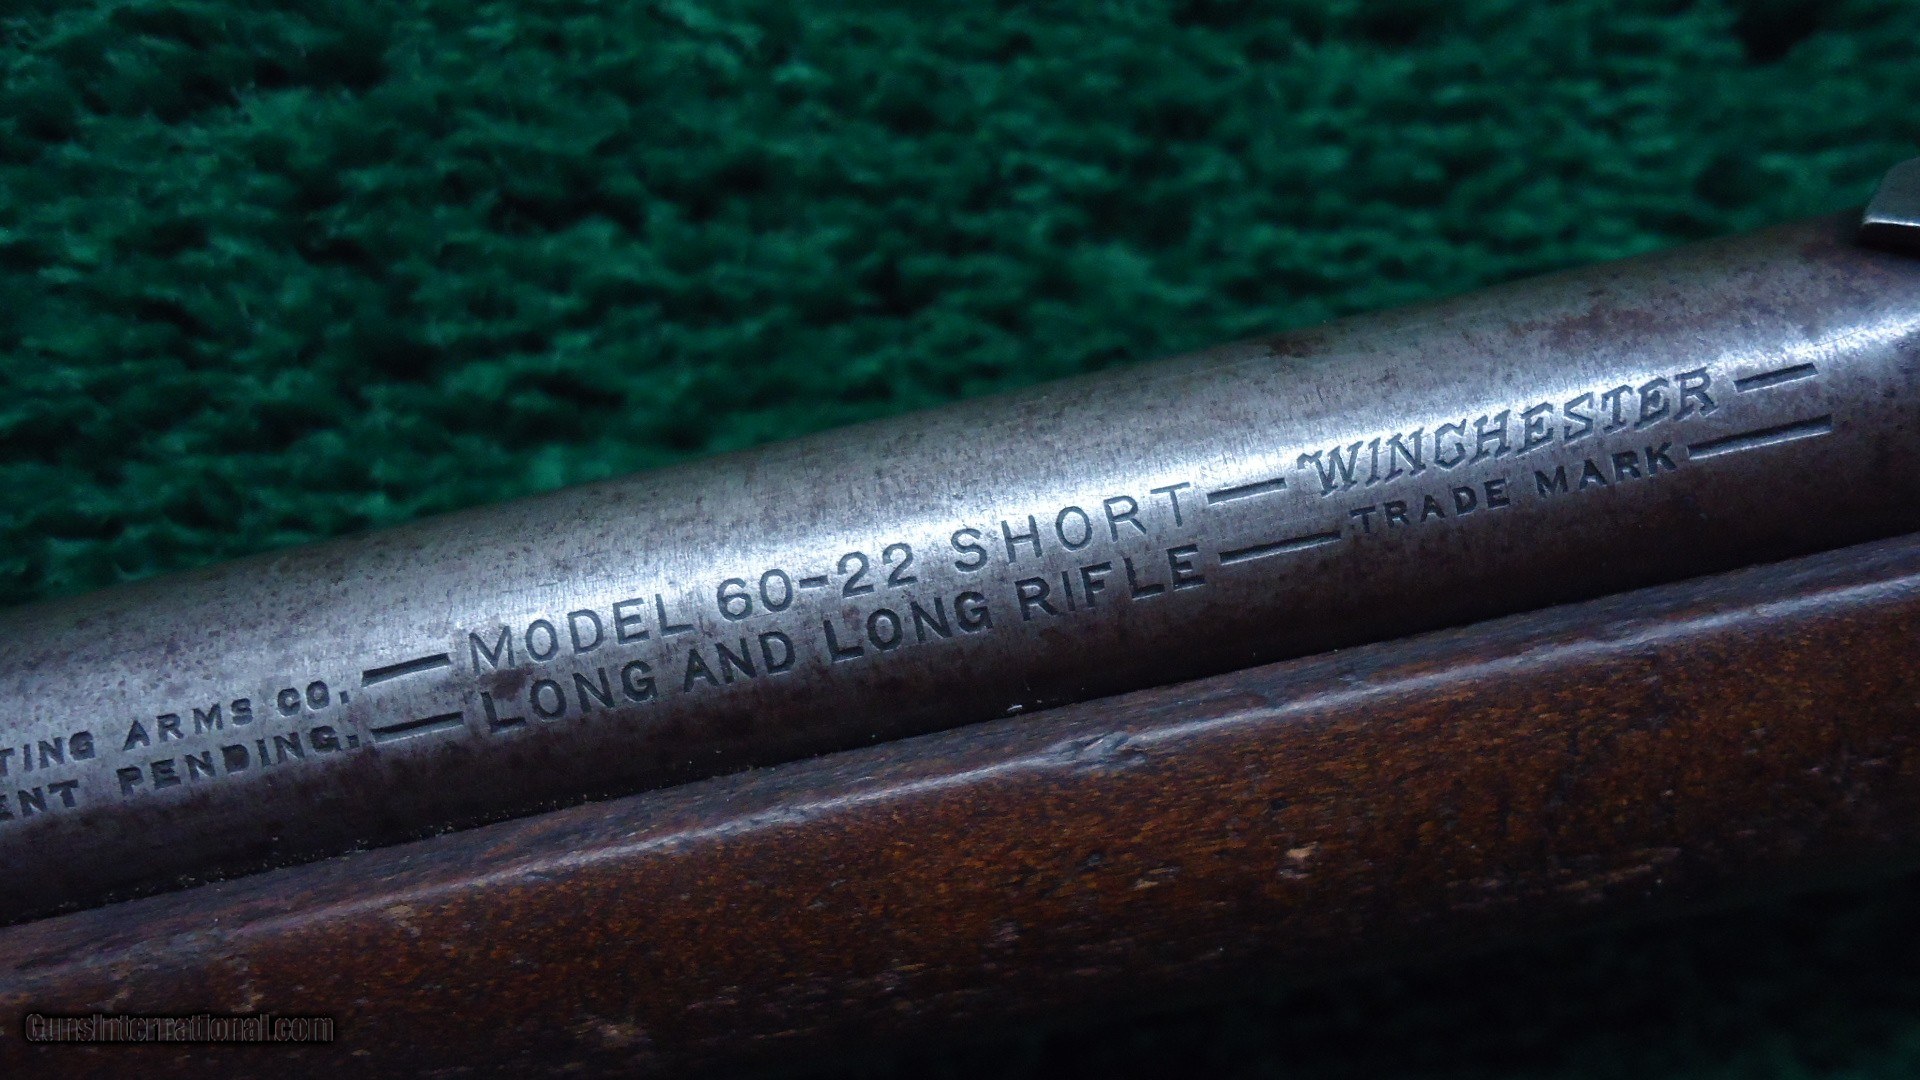 TING ARMS CO. — MODEL 60-22 SHORT — WINCHESTER —
ENT PENDING. — LONG AND LONG RIFLE — TRADE MARK —
GunsInternational.com